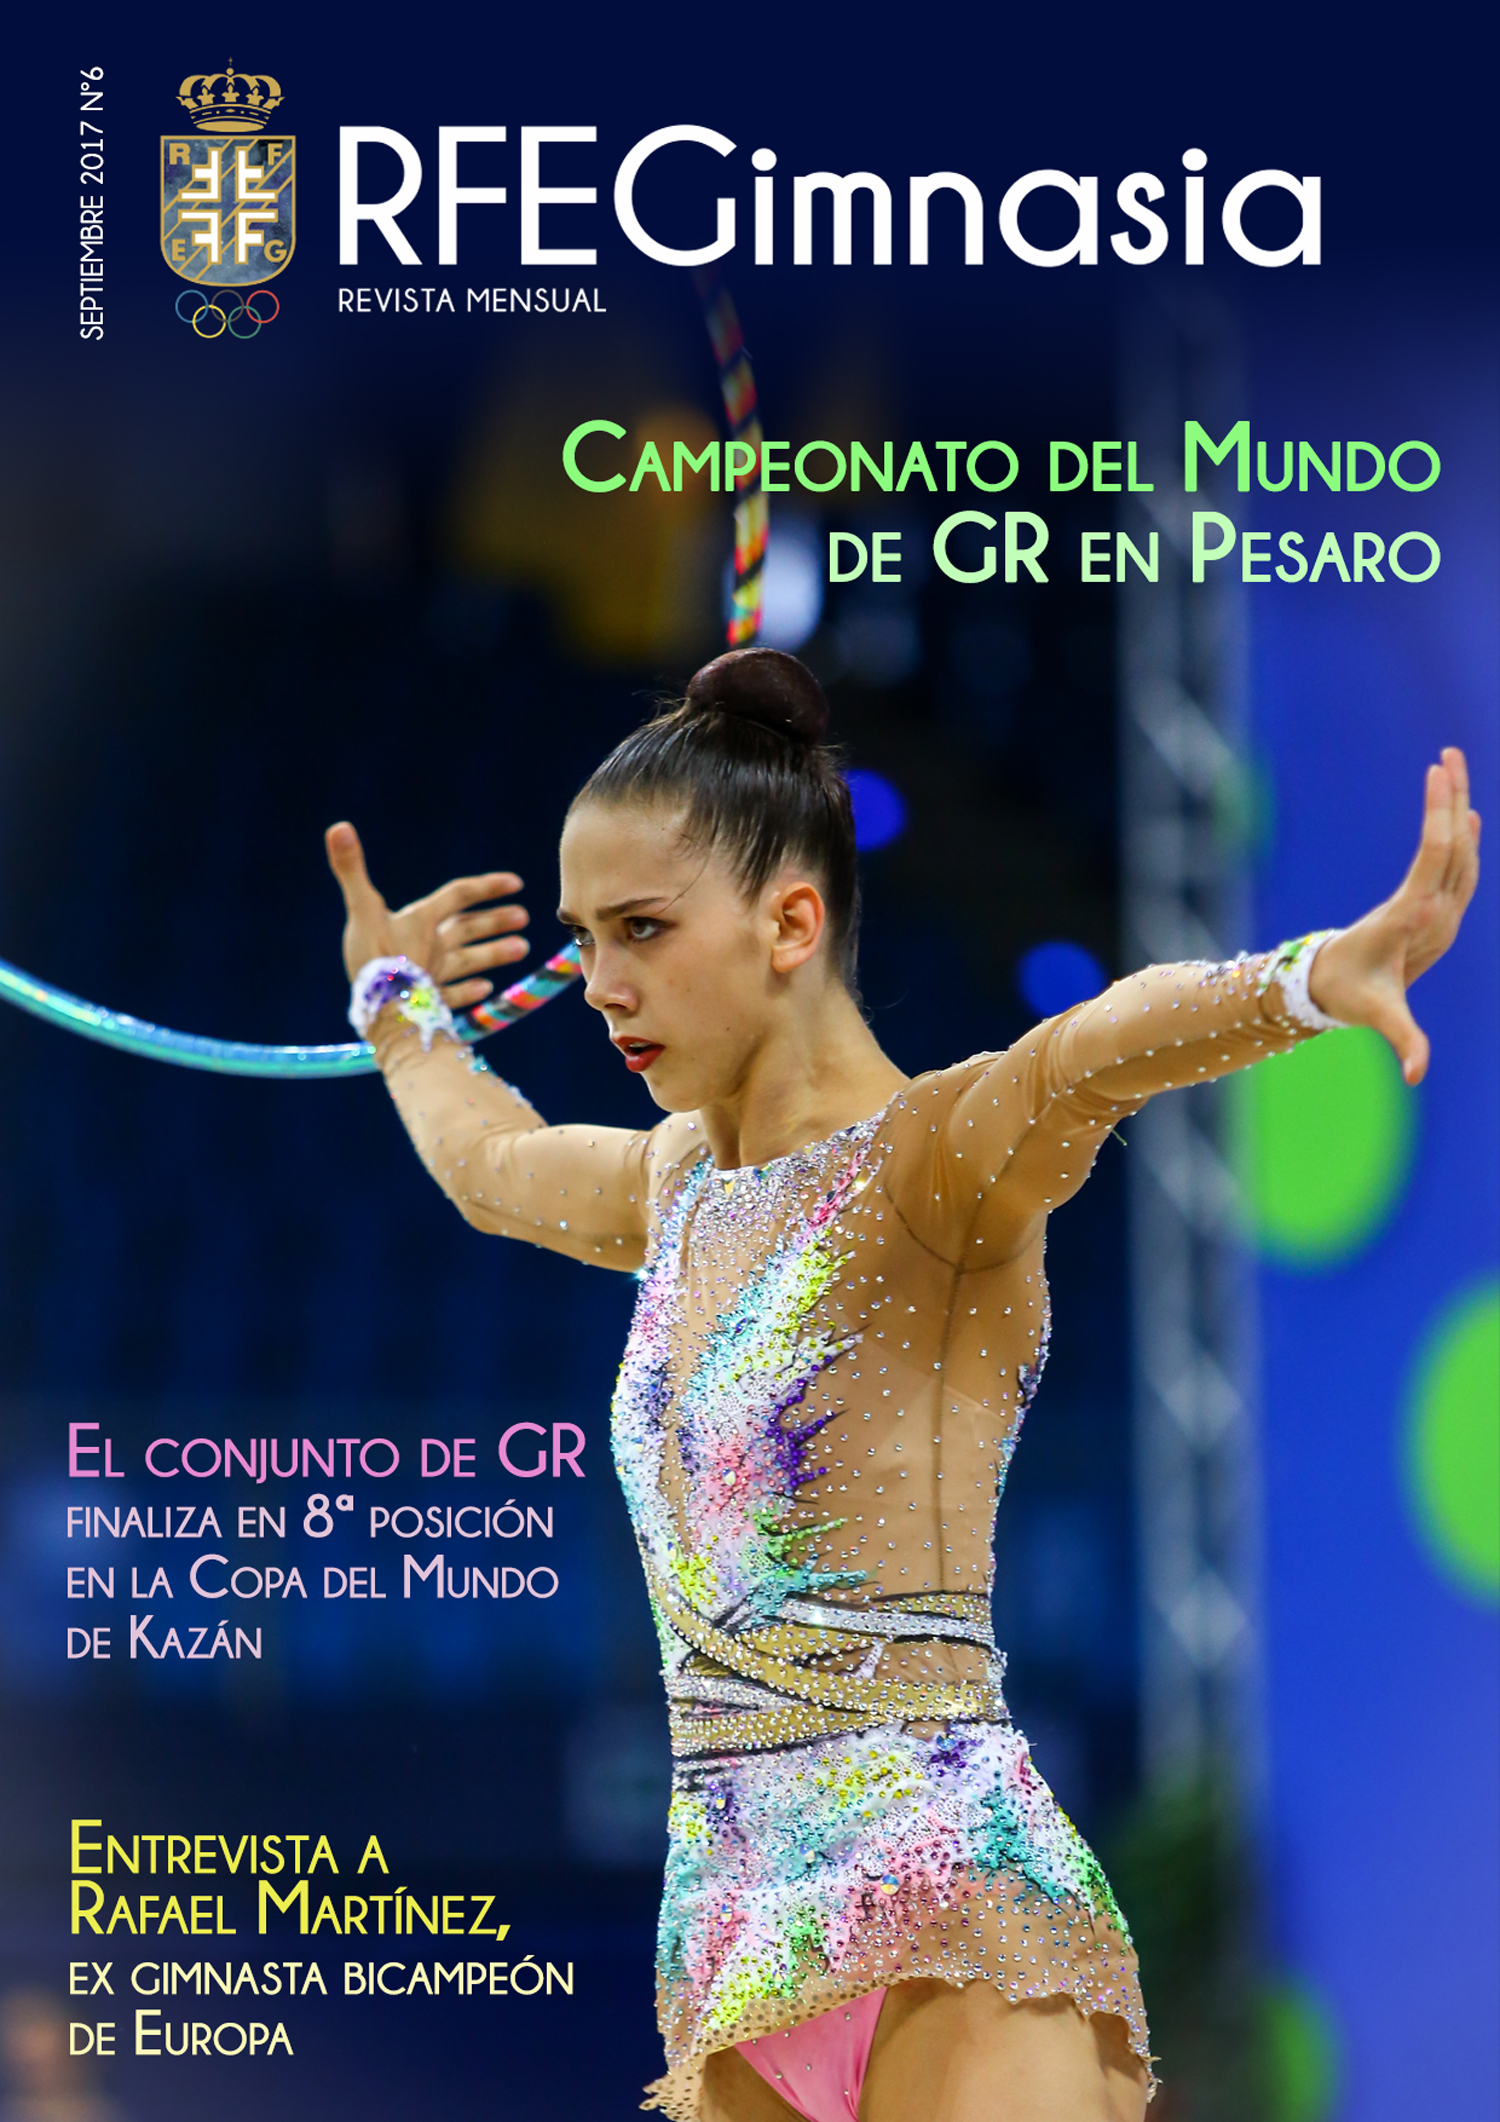 SEPTIEMBRE 2017 Nº6
R F
E G
RFEGimnasia
REVISTA MENSUAL
CAMPEONATO DEL MUNDO
DE GR EN PESARO
EL CONJUNTO DE GR
FINALIZA EN 8ª POSICIÓN
EN LA COPA DEL MUNDO
DE KAZÁN
ENTREVISTA A
RAFAEL MARTÍNEZ,
EX GIMNASTA BICAMPEÓN
DE EUROPA